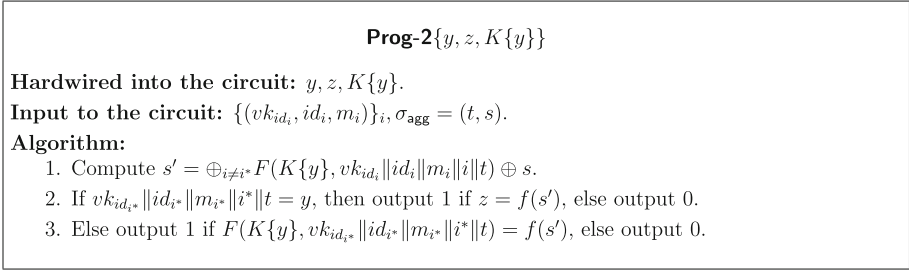 Prog-2{y, z, K{y}}
Hardwired into the circuit: y, z, K{y}.
Input to the circuit: {(vk_{id_i}, id_i, m_i)}_i, σ_agg = (t, s).
Algorithm:
1. Compute s′ = ⊕_{i≠i*} F(K{y}, vk_{id_i}‖id_i‖m_i‖i‖t) ⊕ s.
2. If vk_{id_{i*}}‖id_{i*}‖m_{i*}‖i*‖t = y, then output 1 if z = f(s′), else output 0.
3. Else output 1 if F(K{y}, vk_{id_{i*}}‖id_{i*}‖m_{i*}‖i*‖t) = f(s′), else output 0.